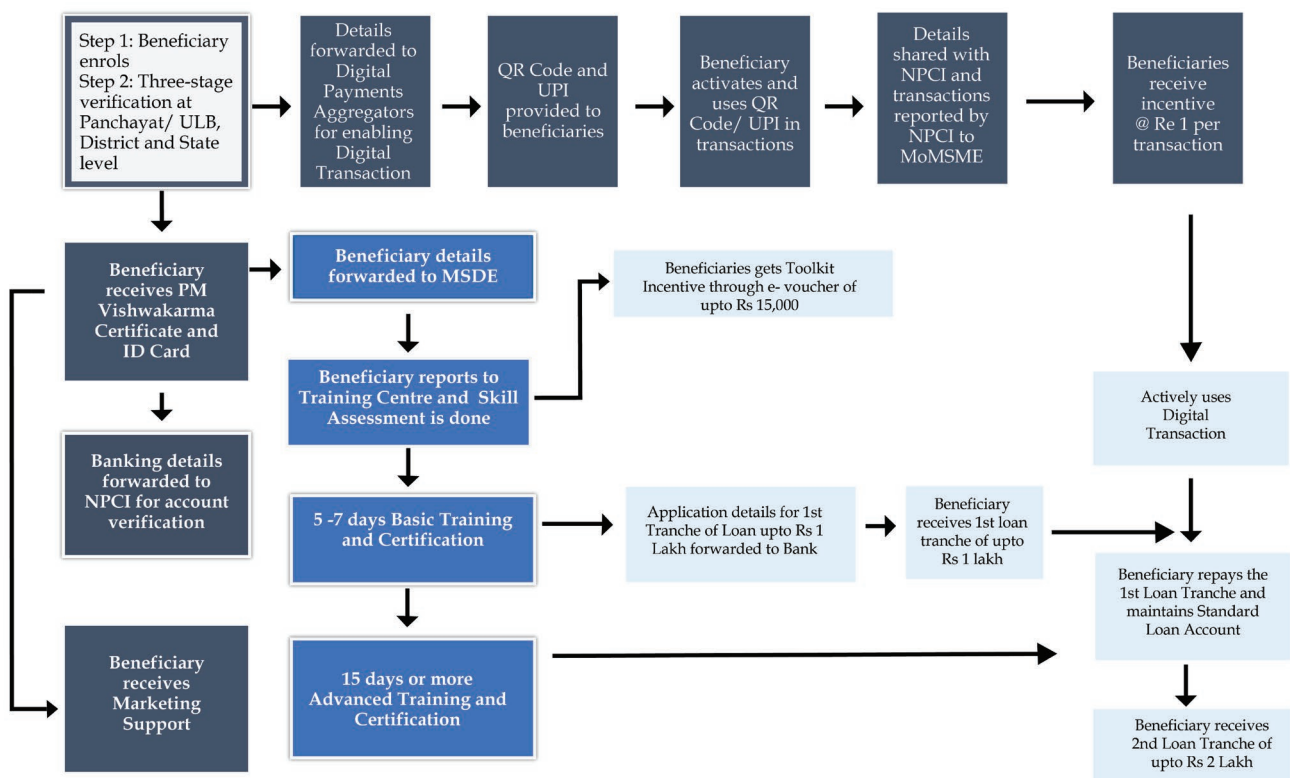 Step 1: Beneficiary
enrols
Step 2: Three-stage
verification at
Panchayat/ ULB,
District and State
level
Details
forwarded to
Digital
Payments
Aggregators
for enabling
Digital
Transaction
QR Code and
UPI
provided to
beneficiaries
Beneficiary
activates and
uses QR
Code/ UPI in
transactions
Details
shared with
NPCI and
transactions
reported by
NPCI to
MoMSME
Beneficiaries
receive
incentive
@ Re 1 per
transaction
Beneficiary
receives PM
Vishwakarma
Certificate and
ID Card
Beneficiary details
forwarded to MSDE
Beneficiaries gets Toolkit
Incentive through e- voucher of
upto Rs 15,000
Beneficiary reports to
Training Centre and Skill
Assessment is done
Actively uses
Digital
Transaction
Banking details
forwarded to
NPCI for account
verification
5 -7 days Basic Training
and Certification
Application details for 1st
Tranche of Loan upto Rs 1
Lakh forwarded to Bank
Beneficiary
receives 1st loan
tranche of upto
Rs 1 lakh
Beneficiary repays the
1st Loan Tranche and
maintains Standard
Loan Account
Beneficiary
receives
Marketing
Support
15 days or more
Advanced Training and
Certification
Beneficiary receives
2nd Loan Tranche of
upto Rs 2 Lakh